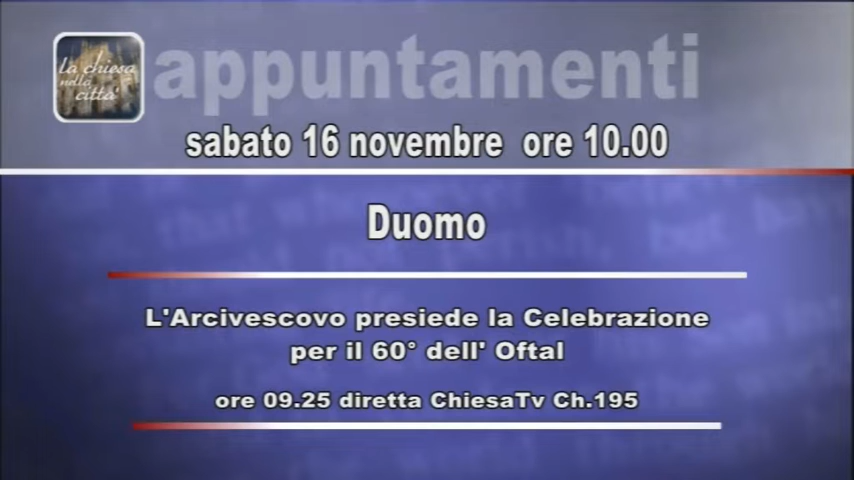 la chiesa
nella
città
appuntamenti
sabato 16 novembre ore 10.00
Duomo
L'Arcivescovo presiede la Celebrazione
per il 60° dell' Oftal
ore 09.25 diretta ChiesaTv Ch.195